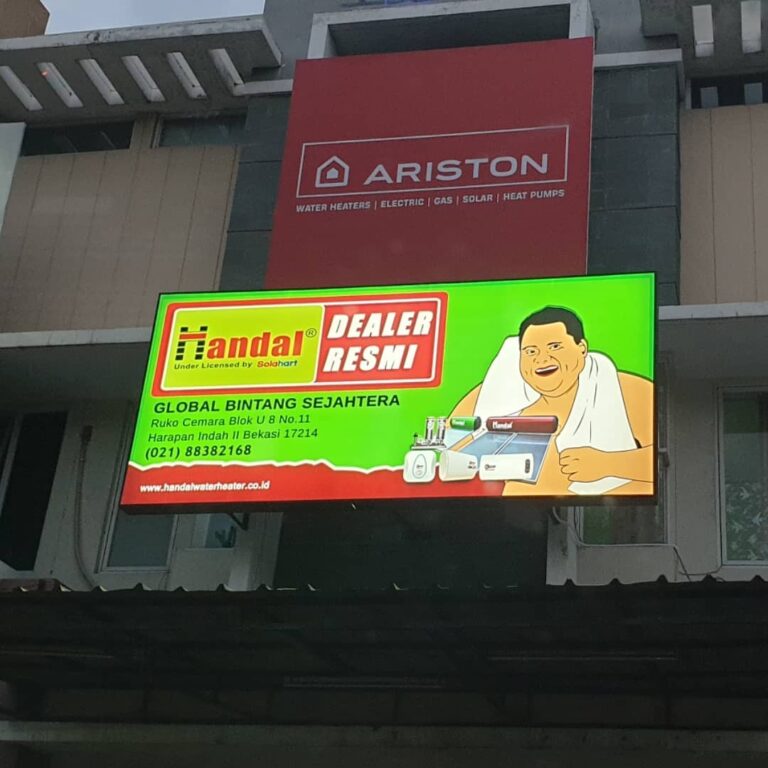 ARISTON
WATER HEATERS | ELECTRIC | GAS | SOLAR | HEAT PUMPS
Handal®
Under Licensed by Solahart
DEALER
RESMI
GLOBAL BINTANG SEJAHTERA
Ruko Cemara Blok U 8 No.11
Harapan Indah II Bekasi 17214
(021) 88382168
Handal
www.handalwaterheater.co.id